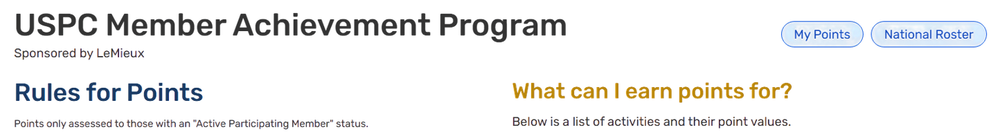 USPC Member Achievement Program
Sponsored by LeMieux
My Points
National Roster
Rules for Points
Points only assessed to those with an "Active Participating Member" status.
What can I earn points for?
Below is a list of activities and their point values.